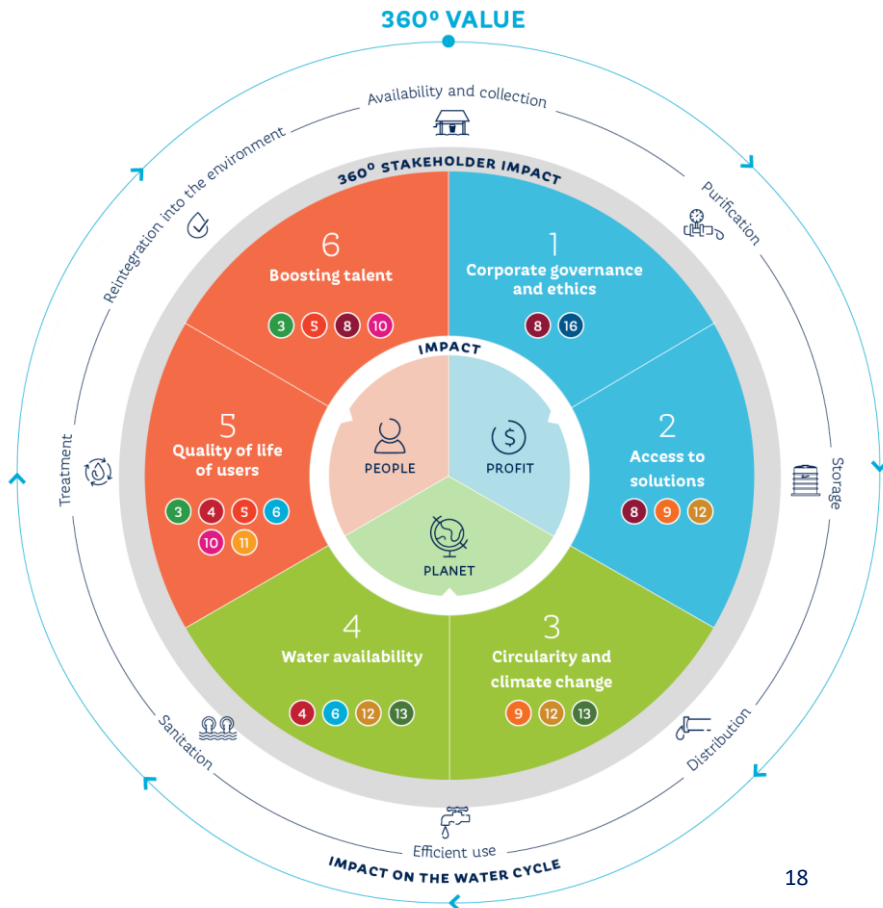 360º VALUE
Availability and collection
Purification
Storage
Distribution
Efficient use
Sanitation
Treatment
Reintegration into the environment
IMPACT ON THE WATER CYCLE
360º STAKEHOLDER IMPACT
1
Corporate governance
and ethics
8 16
2
Access to
solutions
8 9 12
3
Circularity and
climate change
9 12 13
4
Water availability
4 6 12 13
5
Quality of life
of users
3 4 5 6
10 11
6
Boosting talent
3 5 8 10
IMPACT
PEOPLE
$
PROFIT
PLANET
18